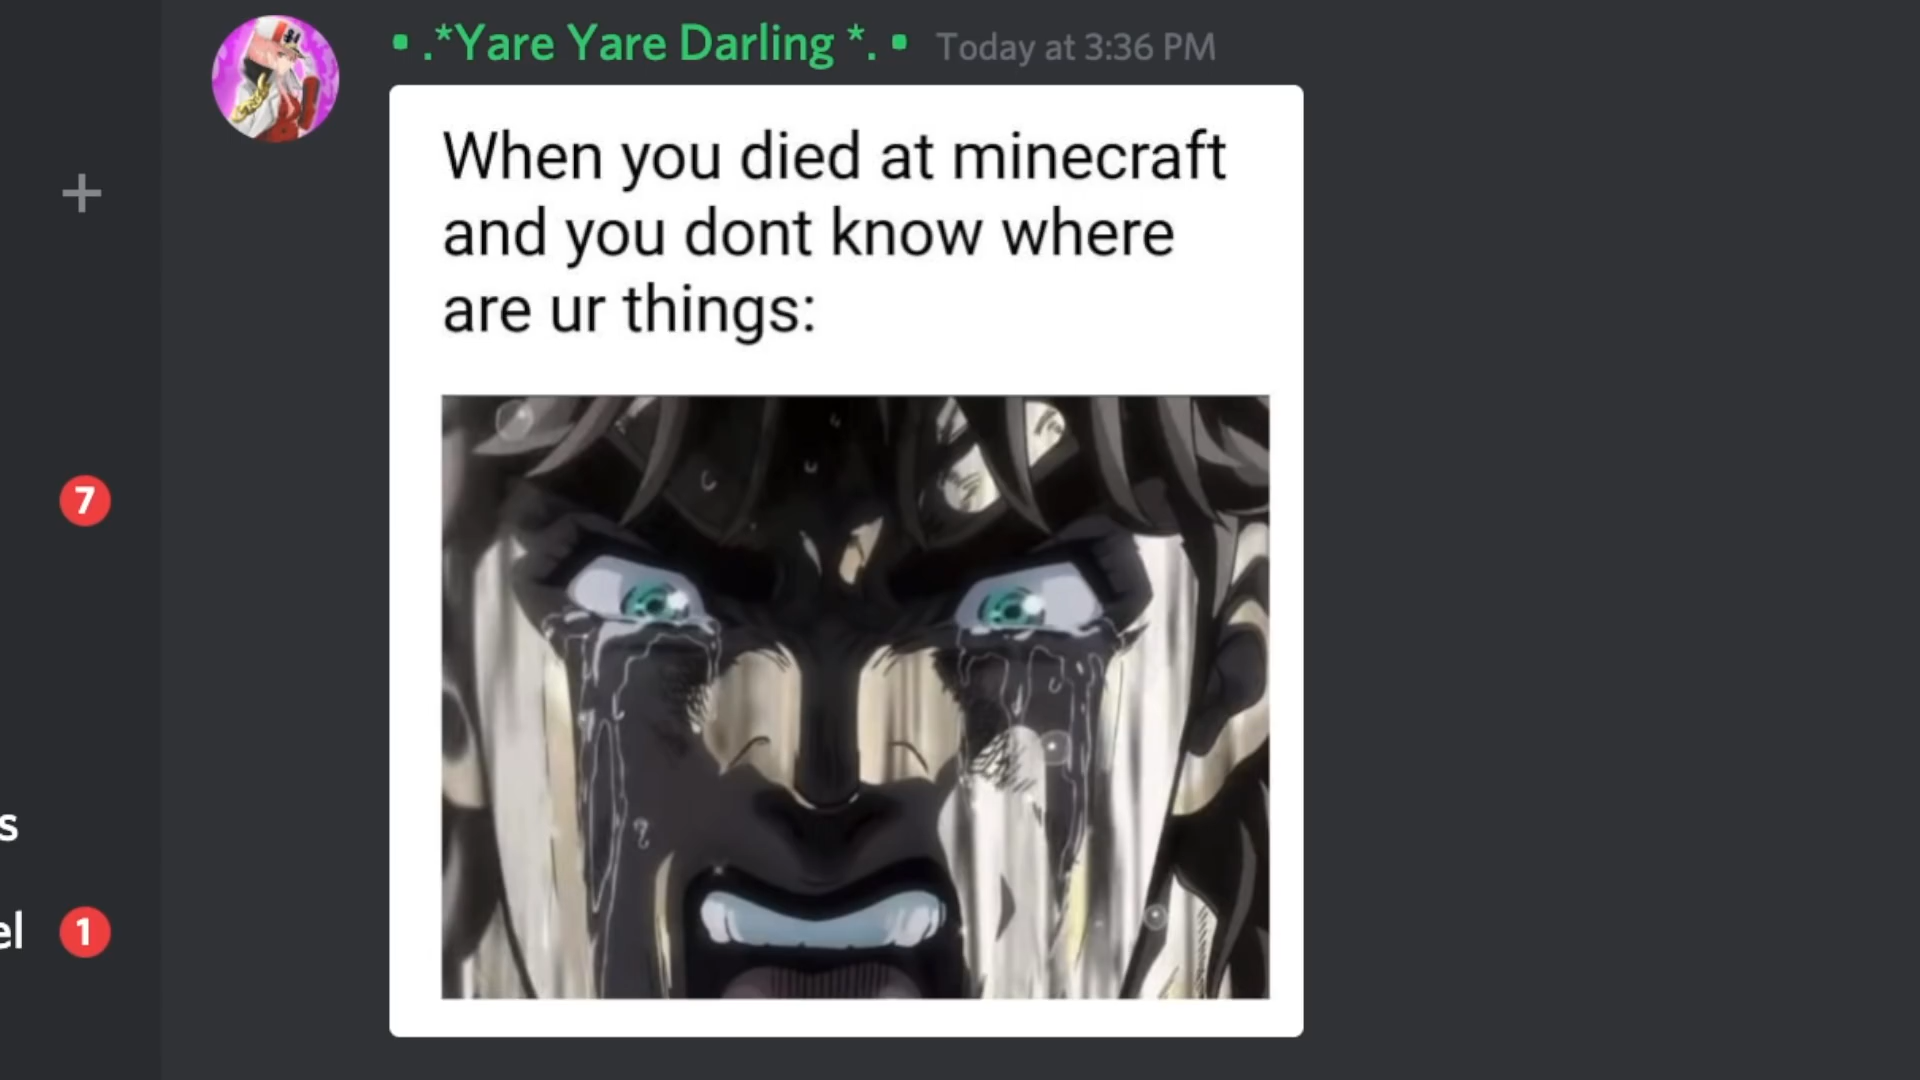 • .*Yare Yare Darling *. • Today at 3:36 PM
When you died at minecraft
and you dont know where
are ur things:
7
s
el 1